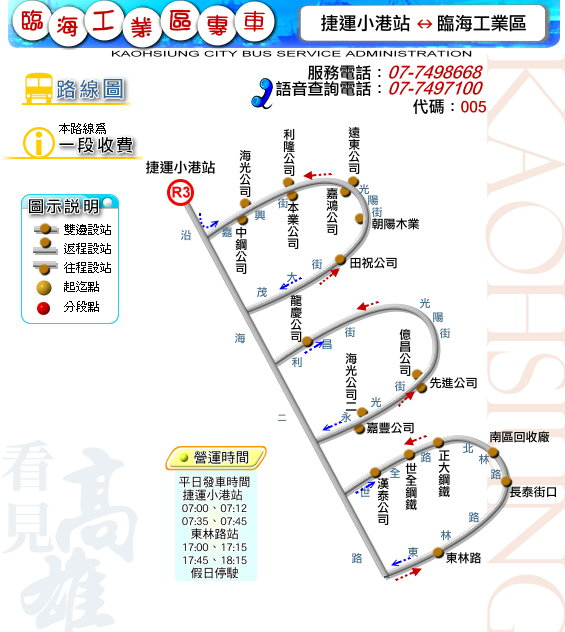 臨海工業區專車
捷運小港站 ↔ 臨海工業區
KAOHSIUNG CITY BUS SERVICE ADMINISTRATION
路線圖
服務電話：07-7498668
語音查詢電話：07-7497100
代碼：005
本路線為
一段收費
捷運小港站
R3
圖示說明
雙邊設站
返程設站
往程設站
起迄點
分段點
海光公司
利隆公司
遠東公司
中鋼公司
本業公司
嘉鴻公司
朝陽木業
田祝公司
嘉興街
光陽街
茂大街
龍慶公司
利昌街
光陽街
億昌公司
先進公司
海光公司二
嘉豐公司
永光街
沿海二路
南區回收廠
正大鋼鐵
世全鋼鐵
漢泰公司
長泰街口
東林路
世全路
北林路
東林路
營運時間
平日發車時間
捷運小港站
07:00、07:12
07:35、07:45
東林路站
17:00、17:15
17:45、18:15
假日停駛
看見
高雄
KAOHSIUNG